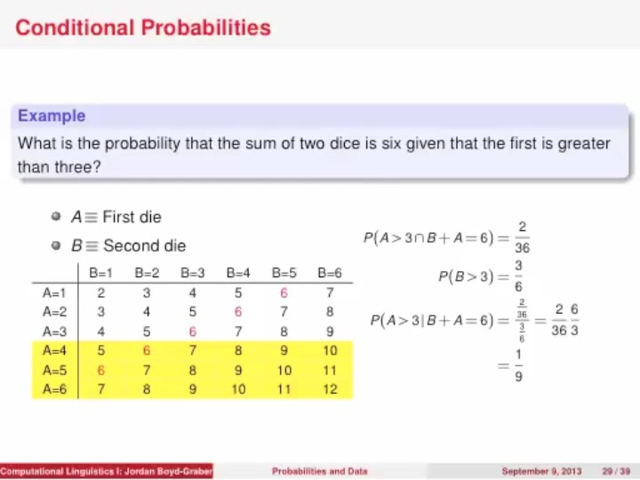 Conditional Probabilities
Example
What is the probability that the sum of two dice is six given that the first is greater
than three?
A ≡ First die
B ≡ Second die
B=1 B=2 B=3 B=4 B=5 B=6
A=1 2 3 4 5 6 7
A=2 3 4 5 6 7 8
A=3 4 5 6 7 8 9
A=4 5 6 7 8 9 10
A=5 6 7 8 9 10 11
A=6 7 8 9 10 11 12
P(A>3∩B+A=6) = 2/36
P(B>3) = 3/6
P(A>3|B+A=6) = (2/36)/(3/6) = 2/36 6/3
= 1/9
Computational Linguistics I: Jordan Boyd-Graber Probabilities and Data September 9, 2013 29 / 39